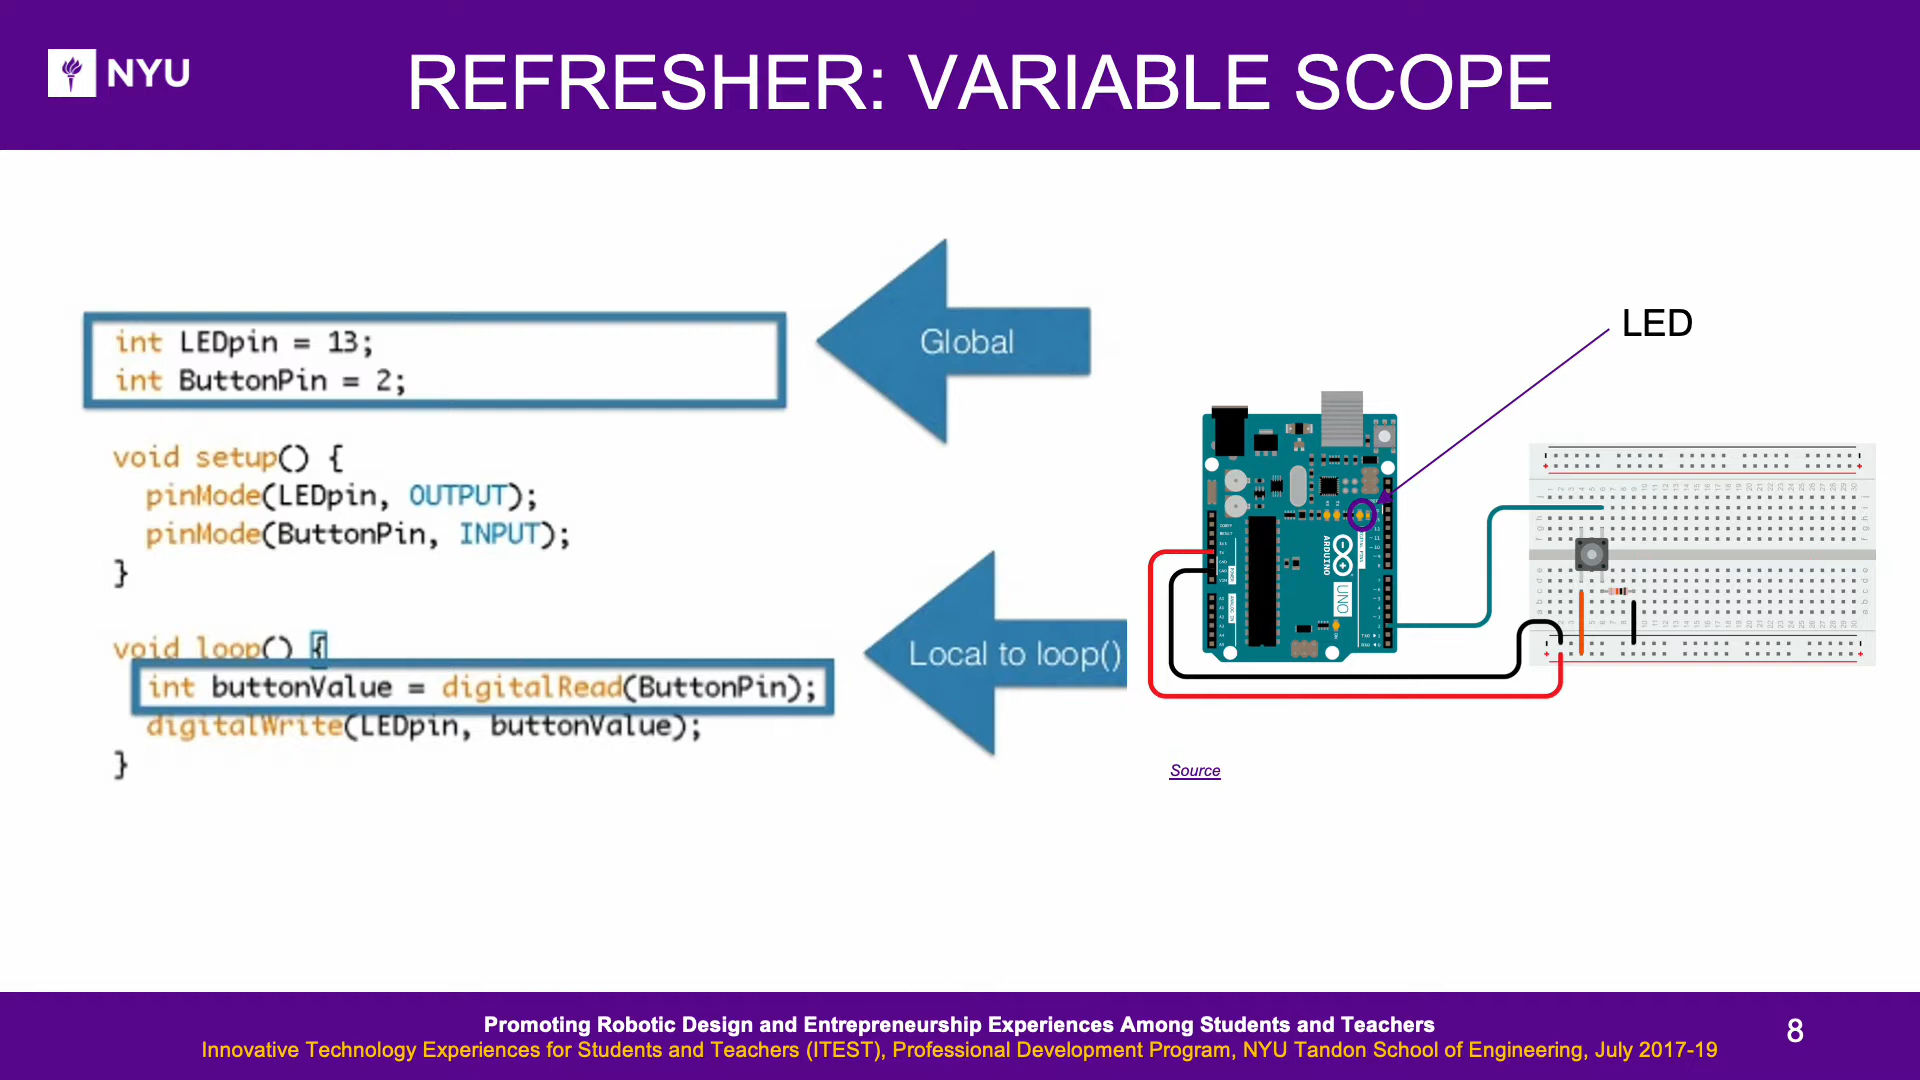 NYU
REFRESHER: VARIABLE SCOPE
int LEDpin = 13;
int ButtonPin = 2;
Global
void setup() {
pinMode(LEDpin, OUTPUT);
pinMode(ButtonPin, INPUT);
}
void loop() {
int buttonValue = digitalRead(ButtonPin);
digitalWrite(LEDpin, buttonValue);
}
Local to loop()
LED
ARDUINO
UNO
Source
Promoting Robotic Design and Entrepreneurship Experiences Among Students and Teachers
Innovative Technology Experiences for Students and Teachers (ITEST), Professional Development Program, NYU Tandon School of Engineering, July 2017-19
8